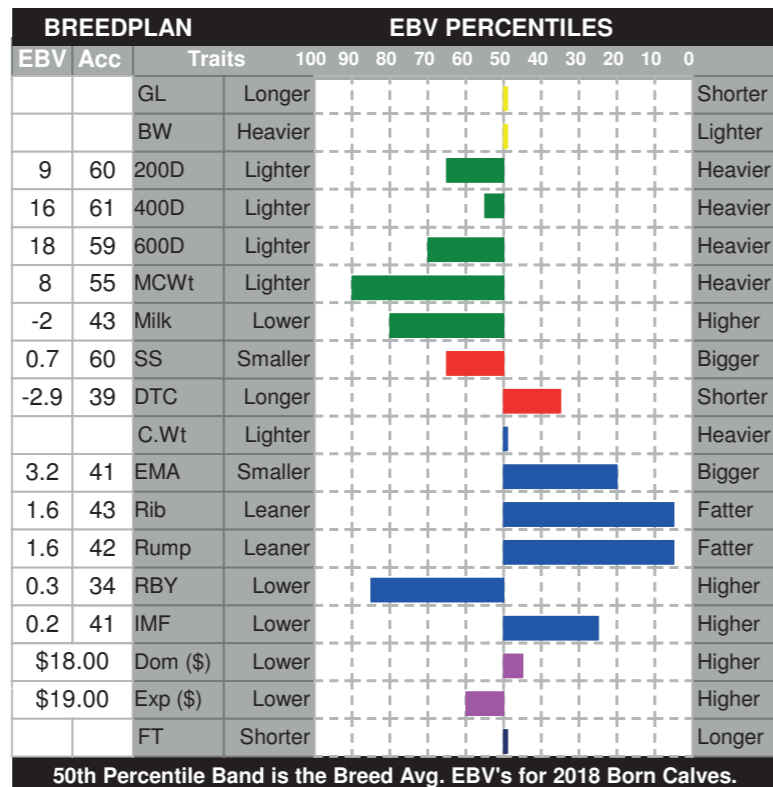 BREEDPLAN EBV PERCENTILES
EBV Acc Traits 100 90 80 70 60 50 40 30 20 10 0
GL Longer Shorter
BW Heavier Lighter
9 60 200D Lighter Heavier
16 61 400D Lighter Heavier
18 59 600D Lighter Heavier
8 55 MCWt Lighter Heavier
-2 43 Milk Lower Higher
0.7 60 SS Smaller Bigger
-2.9 39 DTC Longer Shorter
C.Wt Lighter Heavier
3.2 41 EMA Smaller Bigger
1.6 43 Rib Leaner Fatter
1.6 42 Rump Leaner Fatter
0.3 34 RBY Lower Higher
0.2 41 IMF Lower Higher
$18.00 Dom ($) Lower Higher
$19.00 Exp ($) Lower Higher
FT Shorter Longer
50th Percentile Band is the Breed Avg. EBV's for 2018 Born Calves.